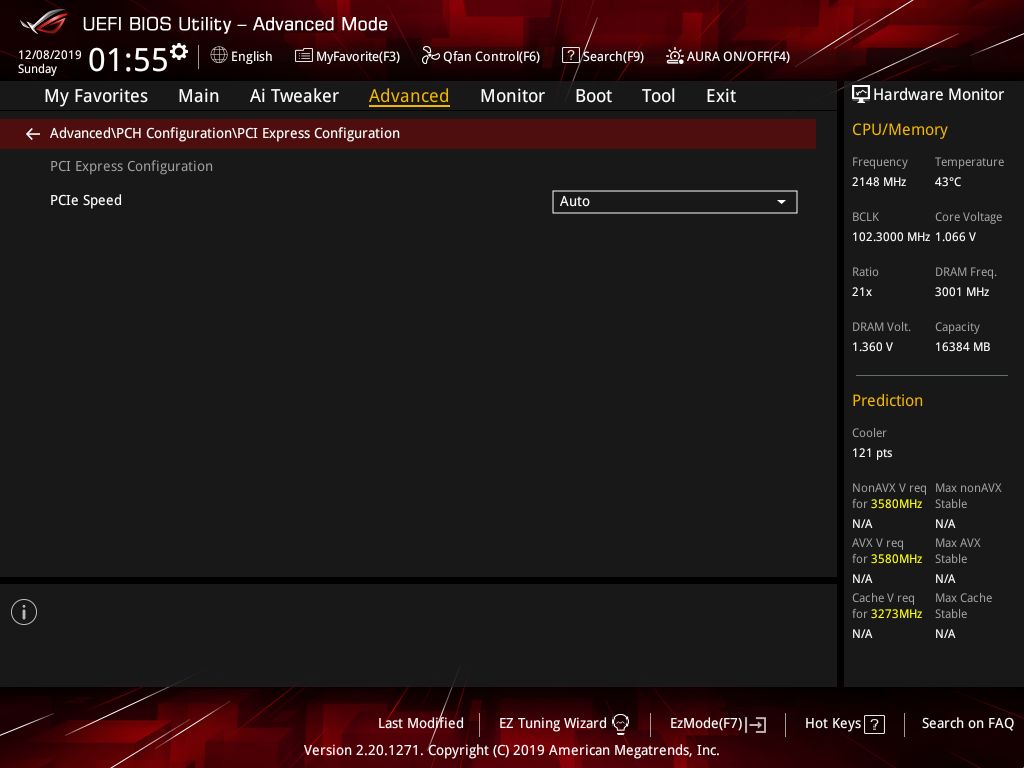 UEFI BIOS Utility – Advanced Mode
12/08/2019
Sunday
01:55
English
MyFavorite(F3)
Qfan Control(F6)
? Search(F9)
AURA ON/OFF(F4)
My Favorites Main Ai Tweaker Advanced Monitor Boot Tool Exit
Advanced\PCH Configuration\PCI Express Configuration
PCI Express Configuration
PCIe Speed Auto
Hardware Monitor
CPU/Memory
Frequency Temperature
2148 MHz 43°C
BCLK Core Voltage
102.3000 MHz 1.066 V
Ratio DRAM Freq.
21x 3001 MHz
DRAM Volt. Capacity
1.360 V 16384 MB
Prediction
Cooler
121 pts
NonAVX V req Max nonAVX
for 3580MHz Stable
N/A N/A
AVX V req Max AVX
for 3580MHz Stable
N/A N/A
Cache V req Max Cache
for 3273MHz Stable
N/A N/A
i
Last Modified
EZ Tuning Wizard
EzMode(F7)
Hot Keys ?
Search on FAQ
Version 2.20.1271. Copyright (C) 2019 American Megatrends, Inc.